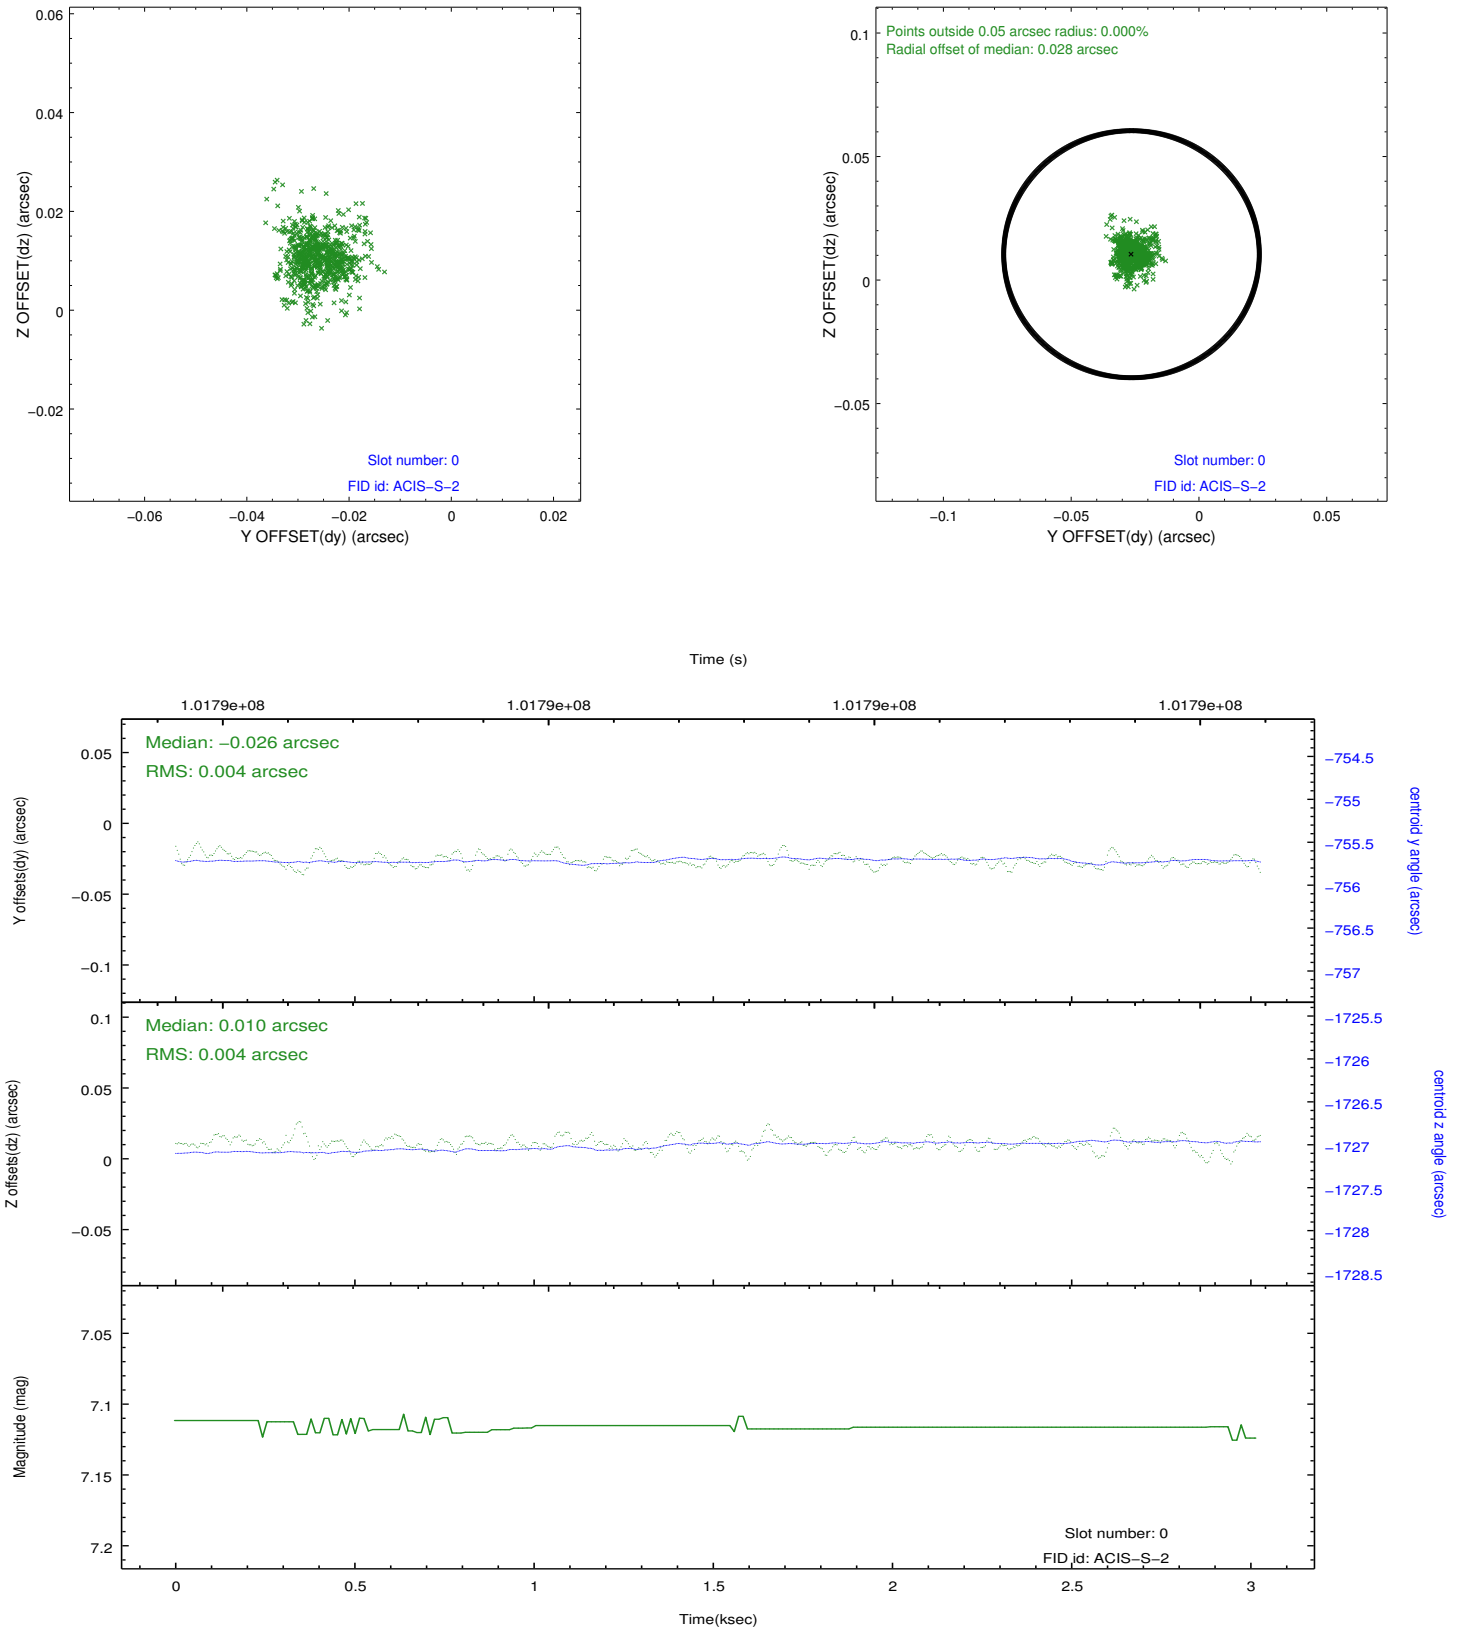 0.06
0.04
0.02
0
−0.02
Z OFFSET(dz) (arcsec)
Slot number: 0
FID id: ACIS−S−2
−0.06
−0.04
−0.02
0
0.02
Y OFFSET(dy) (arcsec)
0.1
0.05
0
−0.05
Z OFFSET(dz) (arcsec)
Points outside 0.05 arcsec radius: 0.000%
Radial offset of median: 0.028 arcsec
Slot number: 0
FID id: ACIS−S−2
−0.1
−0.05
0
0.05
Y OFFSET(dy) (arcsec)
Time (s)
1.0179e+08
1.0179e+08
1.0179e+08
1.0179e+08
Median: −0.026 arcsec
RMS: 0.004 arcsec
0.05
0
−0.05
−0.1
Y offsets(dy) (arcsec)
−754.5
−755
−755.5
−756
−756.5
−757
centroid y angle (arcsec)
Median: 0.010 arcsec
RMS: 0.004 arcsec
0.1
0.05
0
−0.05
Z offsets(dz) (arcsec)
−1725.5
−1726
−1726.5
−1727
−1727.5
−1728
−1728.5
centroid z angle (arcsec)
7.05
7.1
7.15
7.2
Magnitude (mag)
Slot number: 0
FID id: ACIS−S−2
0
0.5
1
1.5
2
2.5
3
Time(ksec)